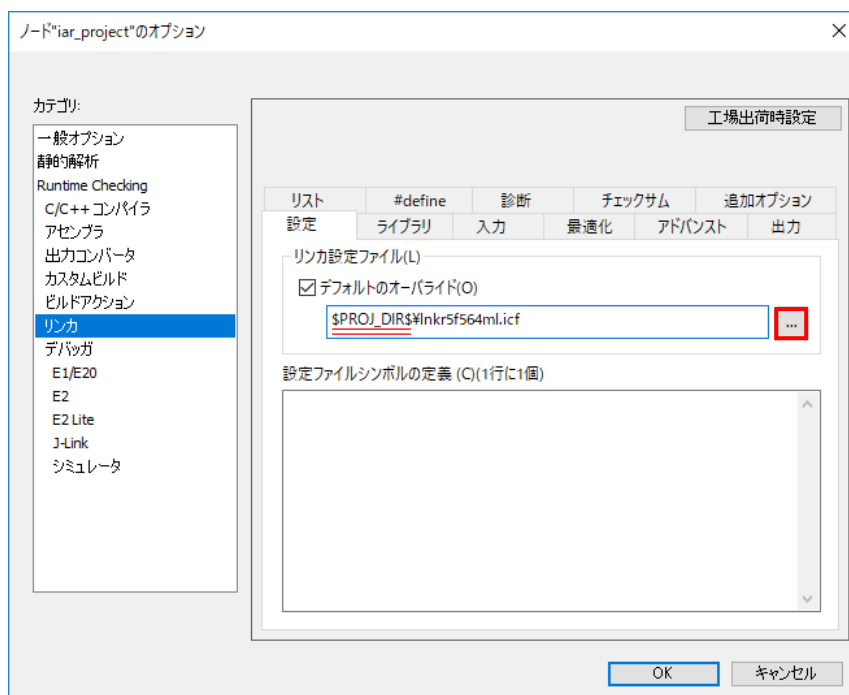 ノード"iar_project"のオプション
カテゴリ:
一般オプション
静的解析
Runtime Checking
C/C++ コンパイラ
アセンブラ
出力コンバータ
カスタムビルド
ビルドアクション
リンカ
デバッガ
E1/E20
E2
E2 Lite
J-Link
シミュレータ
工場出荷時設定
リスト #define 診断 チェックサム 追加オプション
設定 ライブラリ 入力 最適化 アドバンスト 出力
リンカ設定ファイル(L)
デフォルトのオーバライド(O)
$PROJ_DIR$¥lnkr5f564ml.icf
...
設定ファイルシンボルの定義 (C)(1行に1個)
OK キャンセル